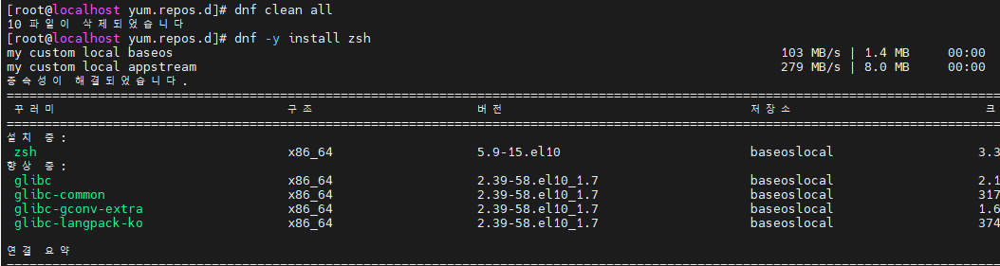 [root@localhost yum.repos.d]# dnf clean all
10 파일이 삭제되었습니다
[root@localhost yum.repos.d]# dnf -y install zsh
my custom local baseos 103 MB/s | 1.4 MB 00:00
my custom local appstream 279 MB/s | 8.0 MB 00:00
종속성이 해결되었습니다.
꾸러미 구조 버전 저장소 크
설치 중:
zsh x86_64 5.9-15.el10 baseoslocal 3.3
향상 중:
glibc x86_64 2.39-58.el10_1.7 baseoslocal 2.1
glibc-common x86_64 2.39-58.el10_1.7 baseoslocal 317
glibc-gconv-extra x86_64 2.39-58.el10_1.7 baseoslocal 1.6
glibc-langpack-ko x86_64 2.39-58.el10_1.7 baseoslocal 374
연결 요약